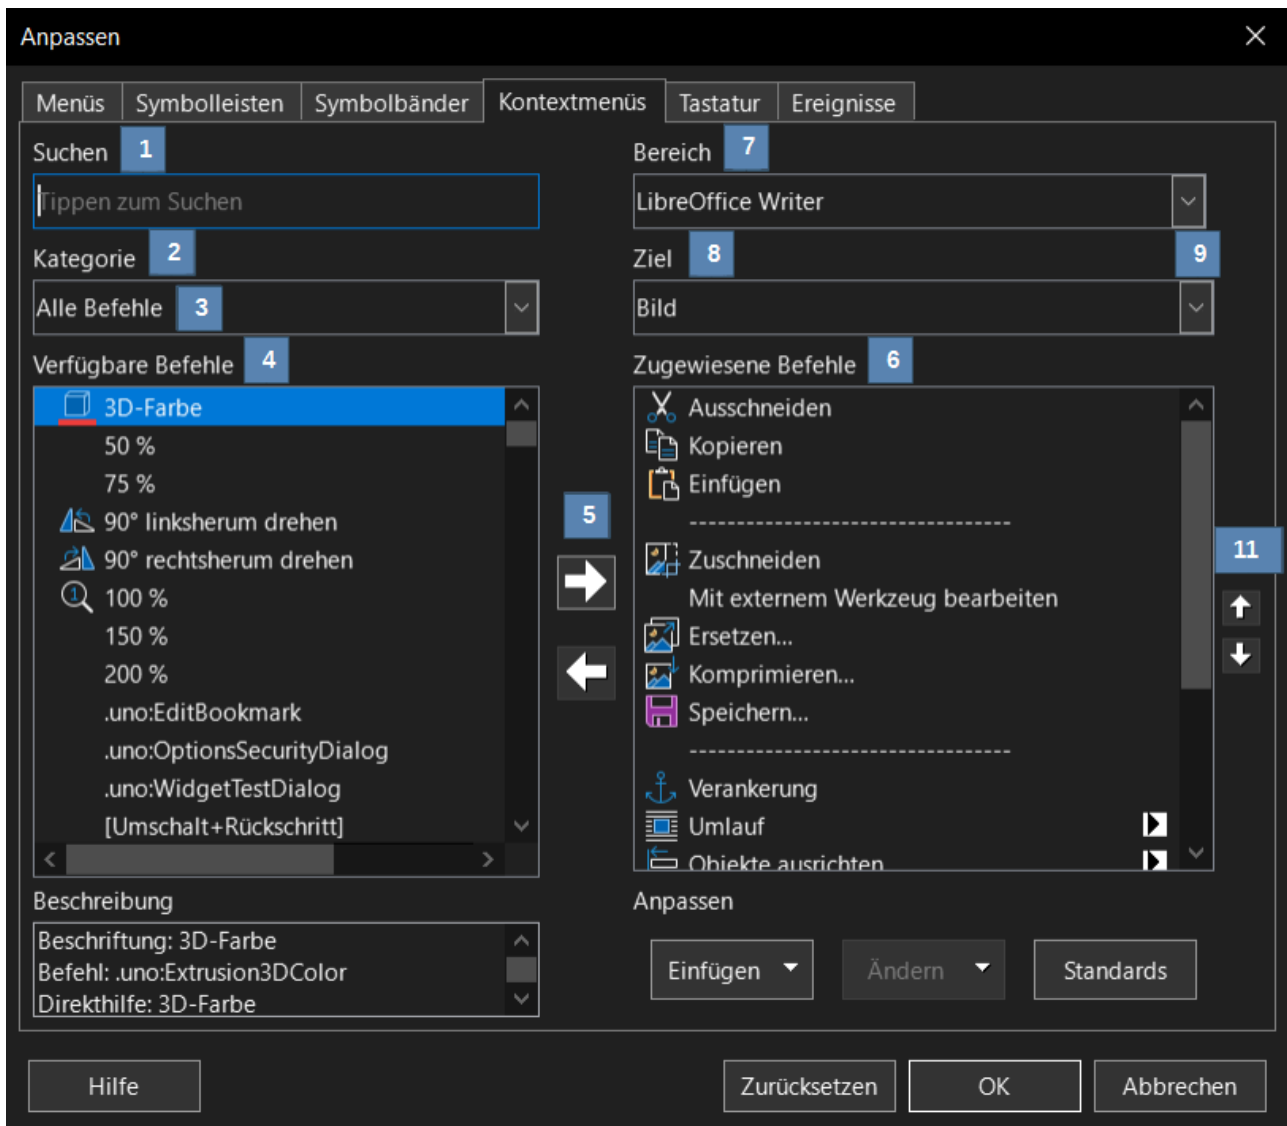 Anpassen
Menüs Symbolleisten Symbolbänder Kontextmenüs Tastatur Ereignisse
Suchen 1
Tippen zum Suchen
Kategorie 2
Alle Befehle 3
Verfügbare Befehle 4
3D-Farbe
50 %
75 %
90° linksherum drehen
90° rechtsherum drehen
1 100 %
150 %
200 %
.uno:EditBookmark
.uno:OptionsSecurityDialog
.uno:WidgetTestDialog
[Umschalt+Rückschritt]
Beschreibung
Beschriftung: 3D-Farbe
Befehl: .uno:Extrusion3DColor
Direkthilfe: 3D-Farbe
5
Bereich 7
LibreOffice Writer
Ziel 8 9
Bild
Zugewiesene Befehle 6
Ausschneiden
Kopieren
Einfügen
----------------------------------
Zuschneiden
Mit externem Werkzeug bearbeiten
Ersetzen...
Komprimieren...
Speichern...
----------------------------------
Verankerung
Umlauf
Objekte ausrichten
11
Anpassen
Einfügen Ändern Standards
Hilfe Zurücksetzen OK Abbrechen